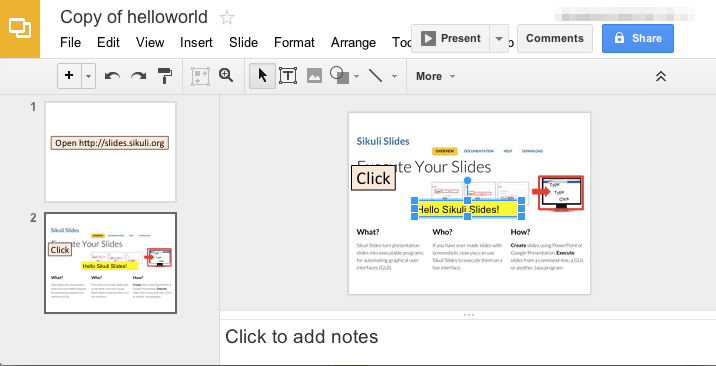 Copy of helloworld
File Edit View Insert Slide Format Arrange Too
Present
Comments
Share
More
1
Open http://slides.sikuli.org
2
Sikuli Slides
Execute Your Slides
Click
Hello Sikuli Slides!
What? Who? How?
Sikuli Slides
OVERVIEW DOCUMENTATION HELP DOWNLOAD
Execute Your Slides
Click
Type
Type
Click
Hello Sikuli Slides!
What?
Sikuli Slides turn presentation
slides into executable programs
for automating graphical user
interfaces (GUI).
Who?
If you have ever made slides with
screenshots, now you can use
Sikuli Slides to execute them on a
live interface.
How?
Create slides using PowerPoint or
Google Presentation. Execute
slides from a command-line, a GUI,
or another Java program.
Click to add notes